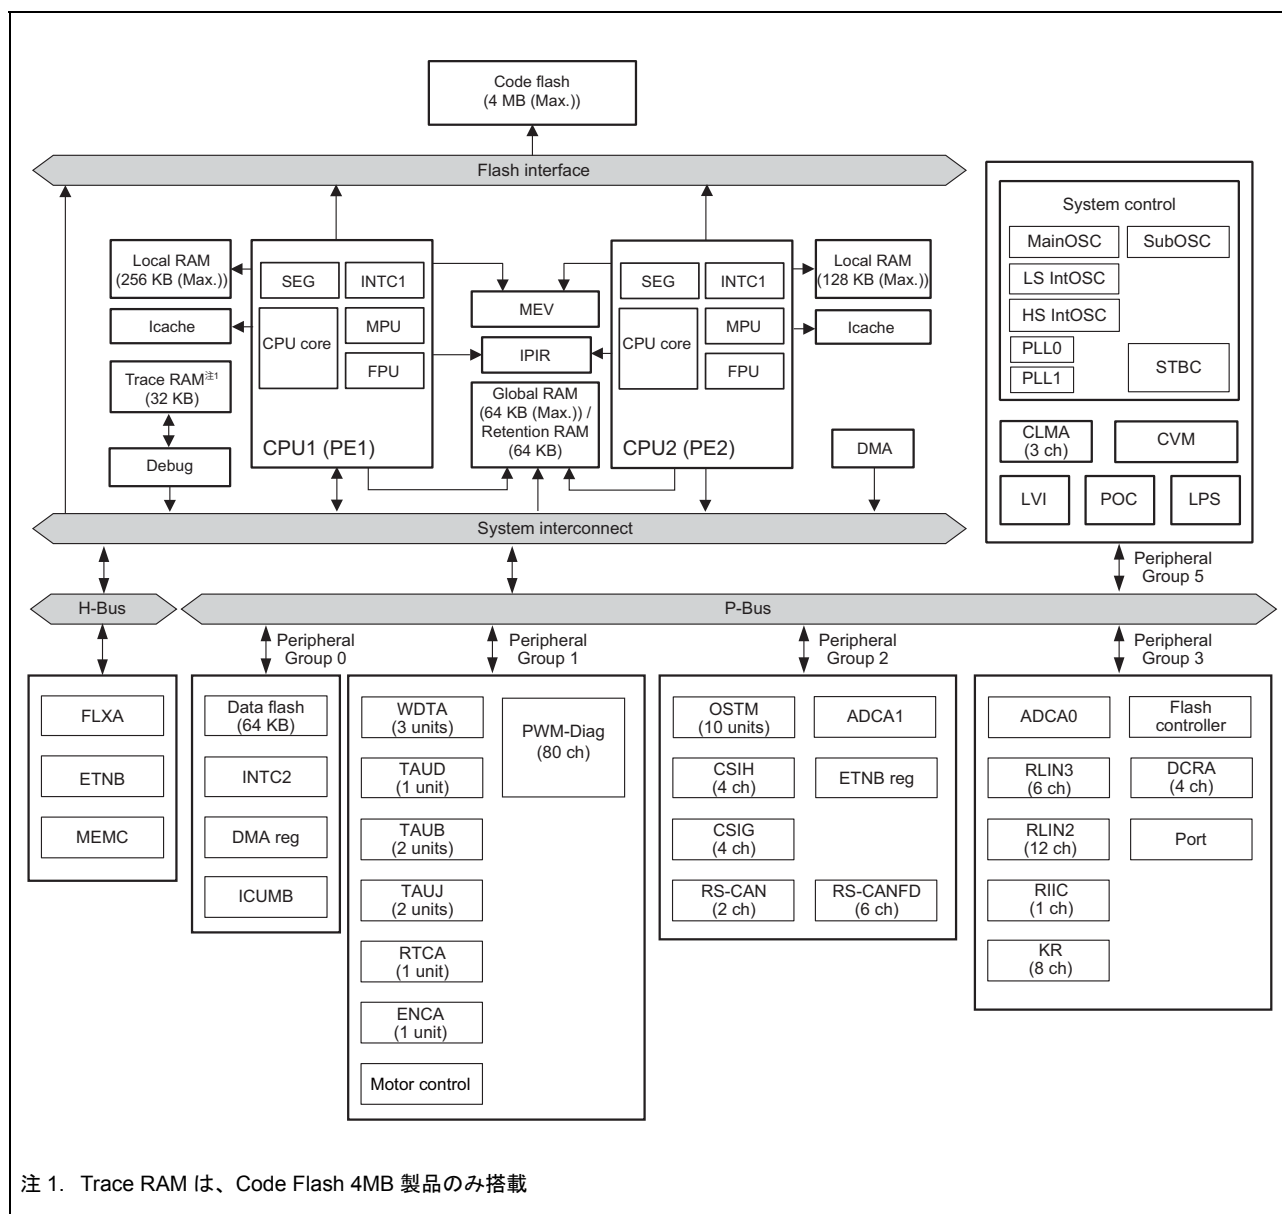 Code flash
(4 MB (Max.))
Flash interface
Local RAM
(256 KB (Max.))
Icache
Trace RAM注1
(32 KB)
Debug
SEG
INTC1
CPU core
MPU
FPU
CPU1 (PE1)
MEV
IPIR
Global RAM
(64 KB (Max.)) /
Retention RAM
(64 KB)
SEG
INTC1
CPU core
MPU
FPU
CPU2 (PE2)
Local RAM
(128 KB (Max.))
Icache
DMA
System control
MainOSC
SubOSC
LS IntOSC
HS IntOSC
PLL0
PLL1
STBC
CLMA
(3 ch)
CVM
LVI
POC
LPS
System interconnect
Peripheral
Group 5
H-Bus
P-Bus
Peripheral
Group 0
Peripheral
Group 1
Peripheral
Group 2
Peripheral
Group 3
FLXA
ETNB
MEMC
Data flash
(64 KB)
INTC2
DMA reg
ICUMB
WDTA
(3 units)
TAUD
(1 unit)
TAUB
(2 units)
TAUJ
(2 units)
RTCA
(1 unit)
ENCA
(1 unit)
Motor control
PWM-Diag
(80 ch)
OSTM
(10 units)
CSIH
(4 ch)
CSIG
(4 ch)
RS-CAN
(2 ch)
ADCA1
ETNB reg
RS-CANFD
(6 ch)
ADCA0
RLIN3
(6 ch)
RLIN2
(12 ch)
RIIC
(1 ch)
KR
(8 ch)
Flash
controller
DCRA
(4 ch)
Port
注 1. Trace RAM は、Code Flash 4MB 製品のみ搭載